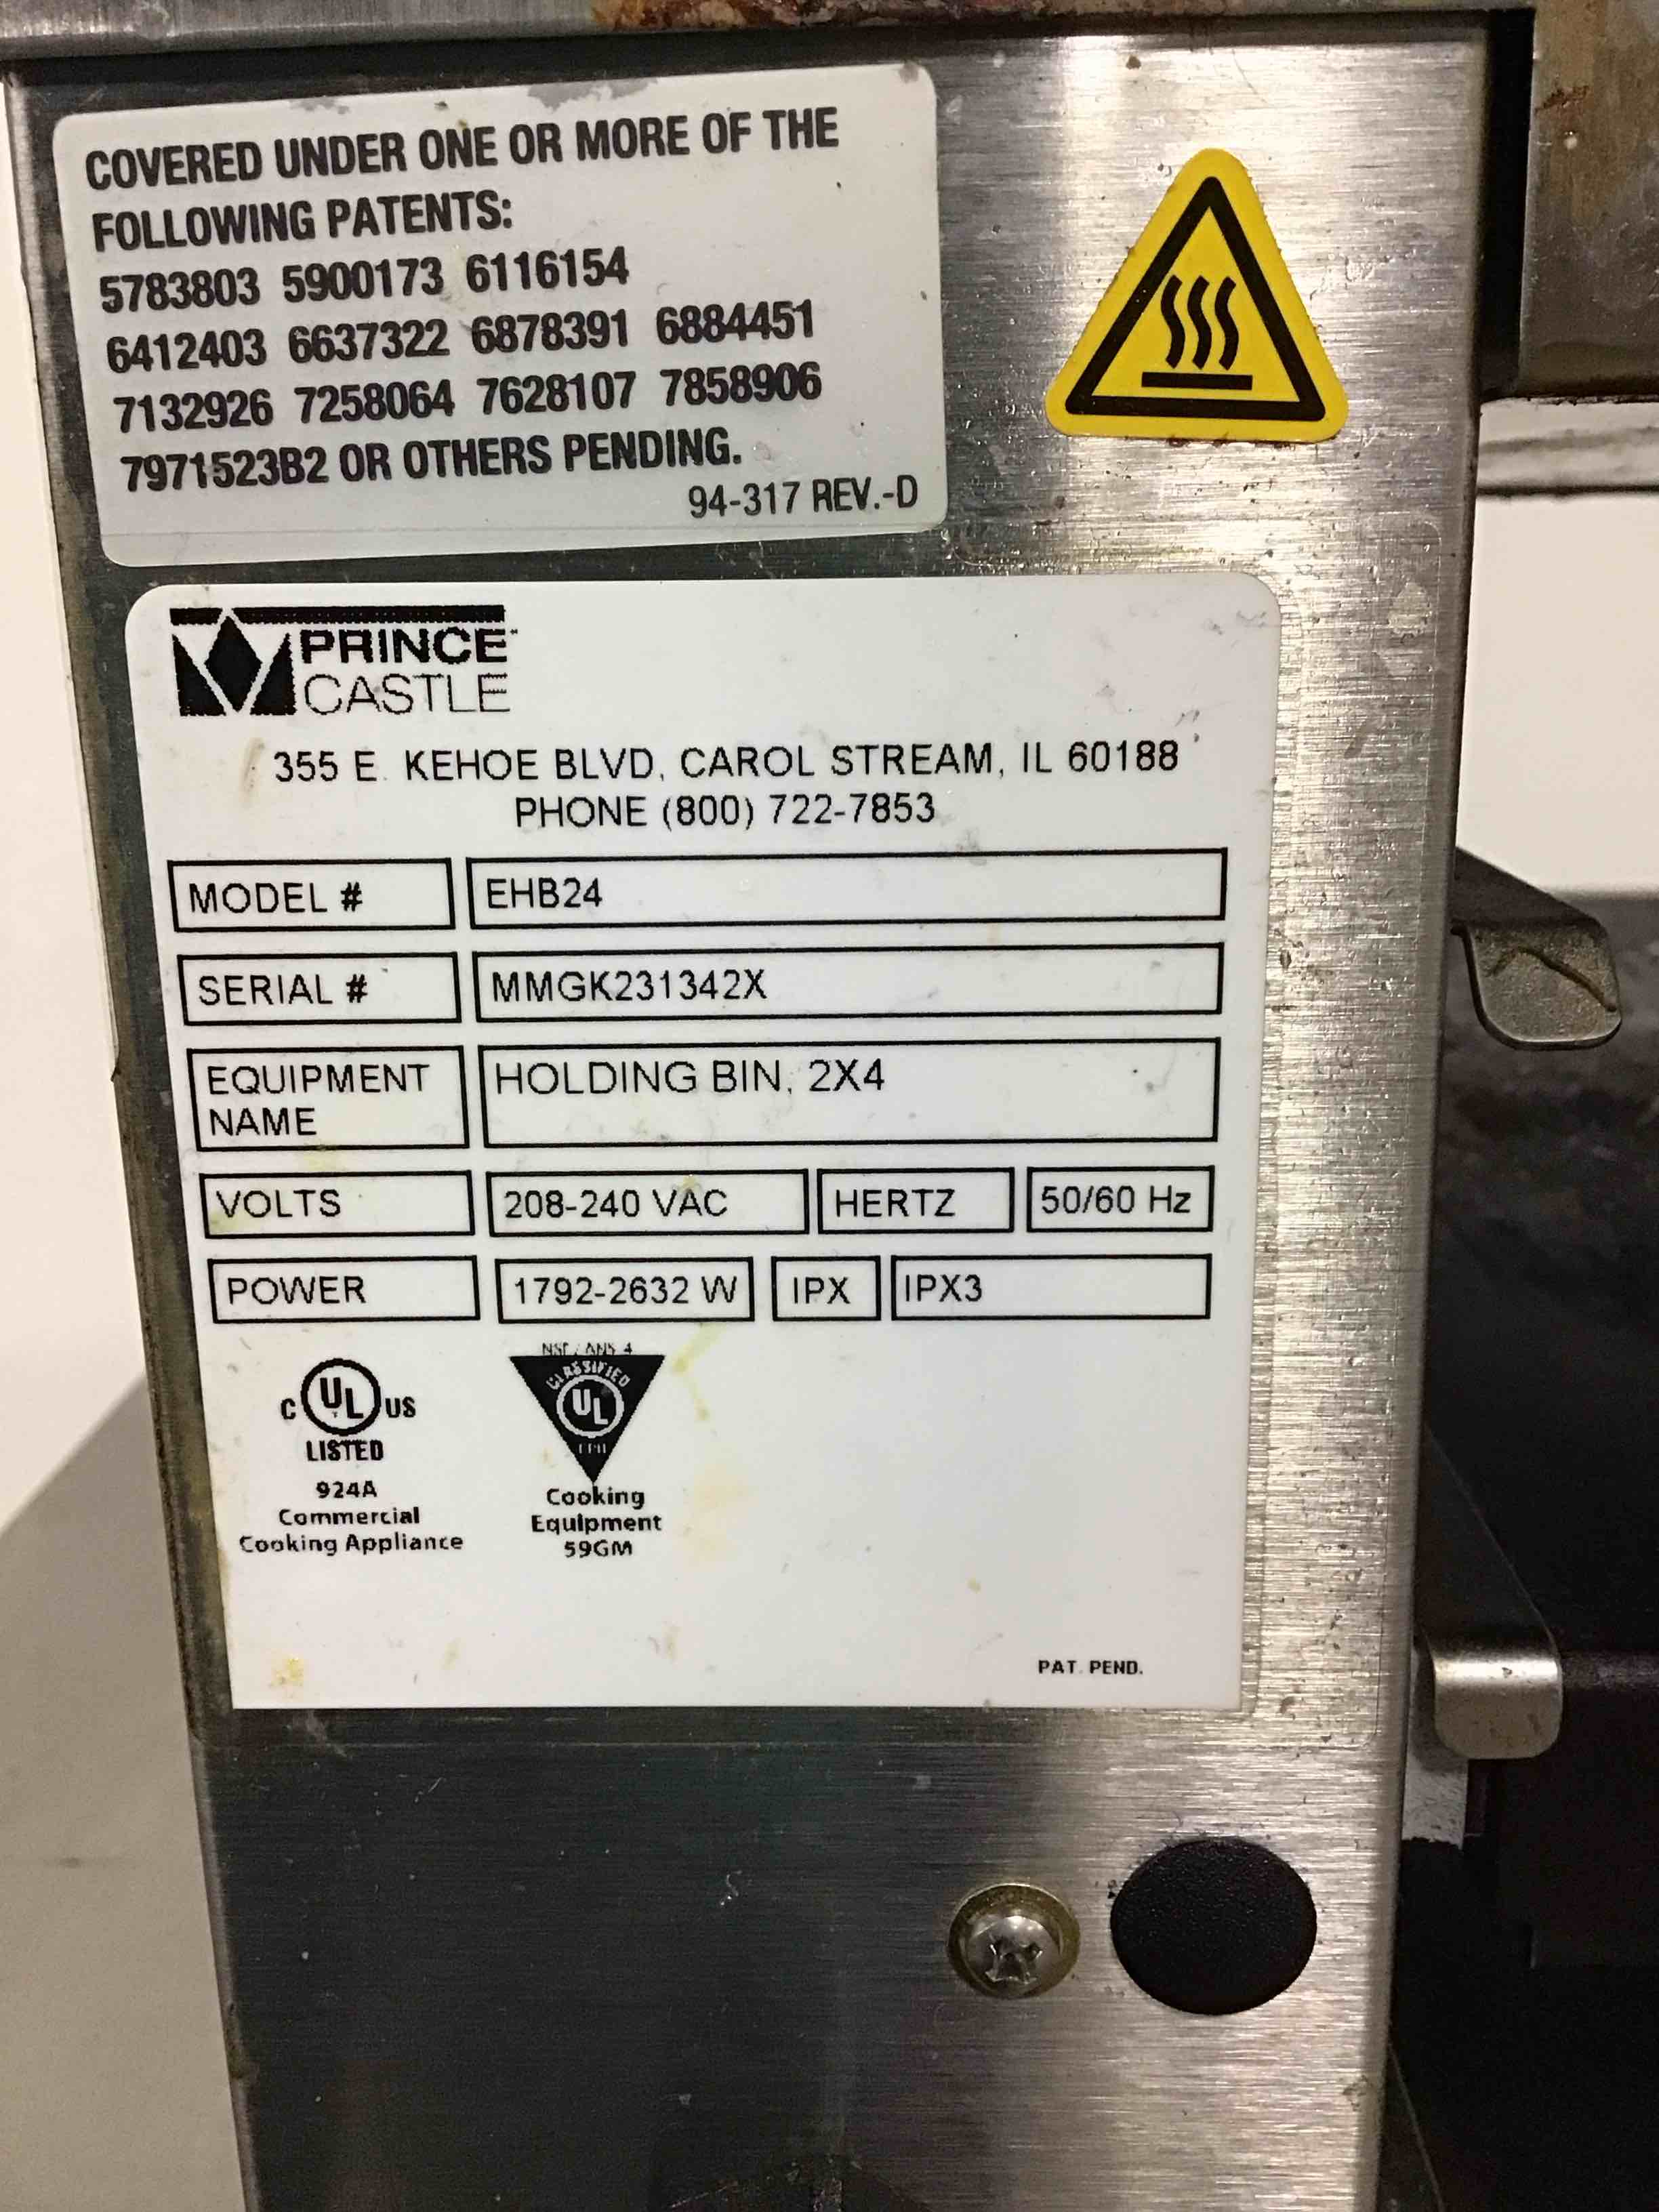 COVERED UNDER ONE OR MORE OF THE
FOLLOWING PATENTS:
5783803 5900173 6116154
6412403 6637322 6878391 6884451
7132926 7258064 7628107 7858906
7971523B2 OR OTHERS PENDING.
94-317 REV.-D
PRINCE
CASTLE
355 E. KEHOE BLVD, CAROL STREAM, IL 60188
PHONE (800) 722-7853
MODEL # EHB24
SERIAL # MMGK231342X
EQUIPMENT NAME HOLDING BIN, 2X4
VOLTS 208-240 VAC HERTZ 50/60 Hz
POWER 1792-2632 W IPX IPX3
C UL US
LISTED
924A
Commercial
Cooking Appliance
CLASSIFIED
UL
Cooking
Equipment
59GM
PAT. PEND.